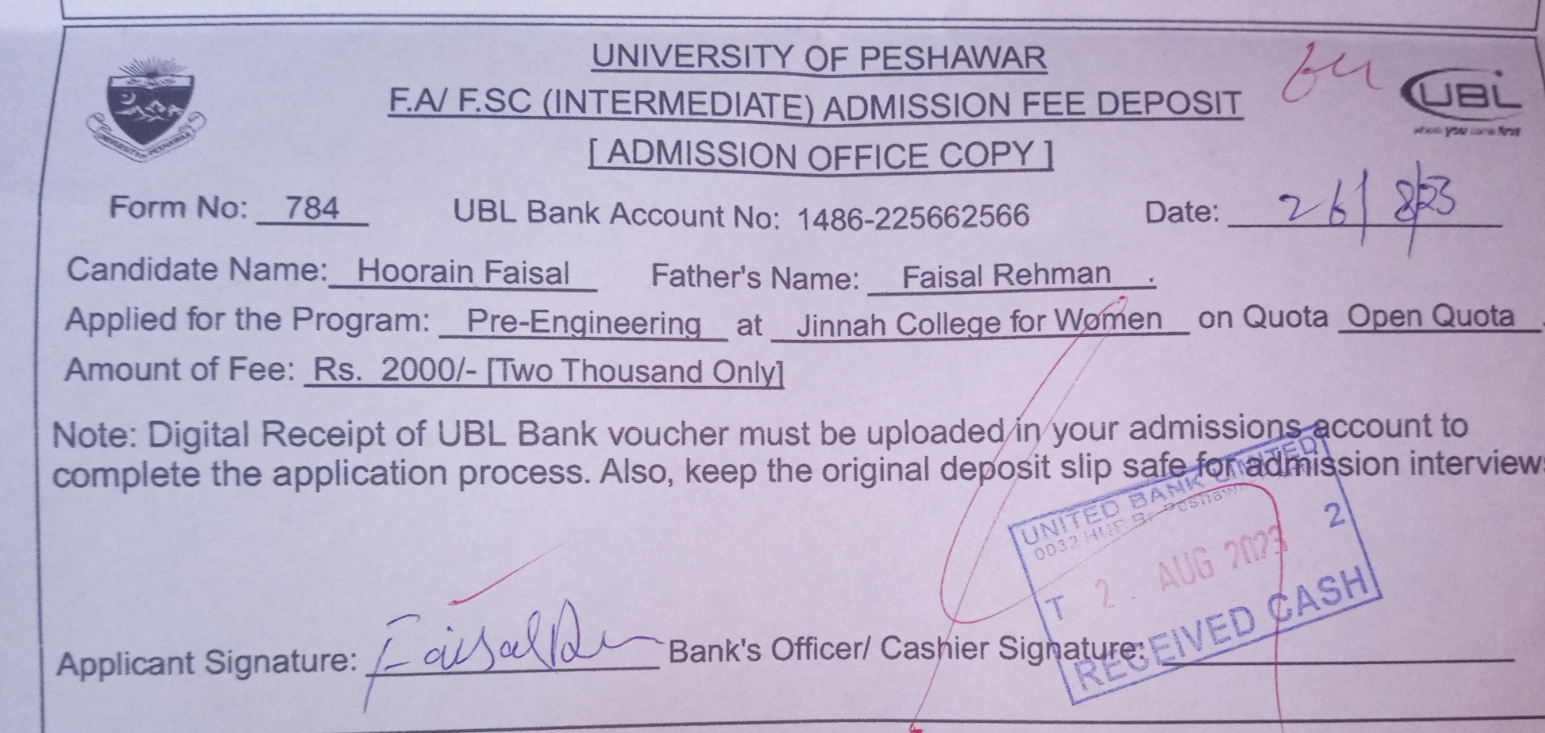 UNIVERSITY OF PESHAWAR
F.A/ F.SC (INTERMEDIATE) ADMISSION FEE DEPOSIT
UBL
where you come first
[ ADMISSION OFFICE COPY ]
UNIVERSITY OF PESHAWAR
Form No: 784 UBL Bank Account No: 1486-225662566 Date: 26/8/23
Candidate Name: Hoorain Faisal Father's Name: Faisal Rehman .
Applied for the Program: Pre-Engineering at Jinnah College for Women on Quota Open Quota .
Amount of Fee: Rs. 2000/- [Two Thousand Only]
Note: Digital Receipt of UBL Bank voucher must be uploaded in your admissions account to
complete the application process. Also, keep the original deposit slip safe for admission interview
UNITED BANK LIMITED
0032 Br Peshawar
2
T 2 AUG 2023
RECEIVED CASH
Applicant Signature: Faisal Bank's Officer/ Cashier Signature: